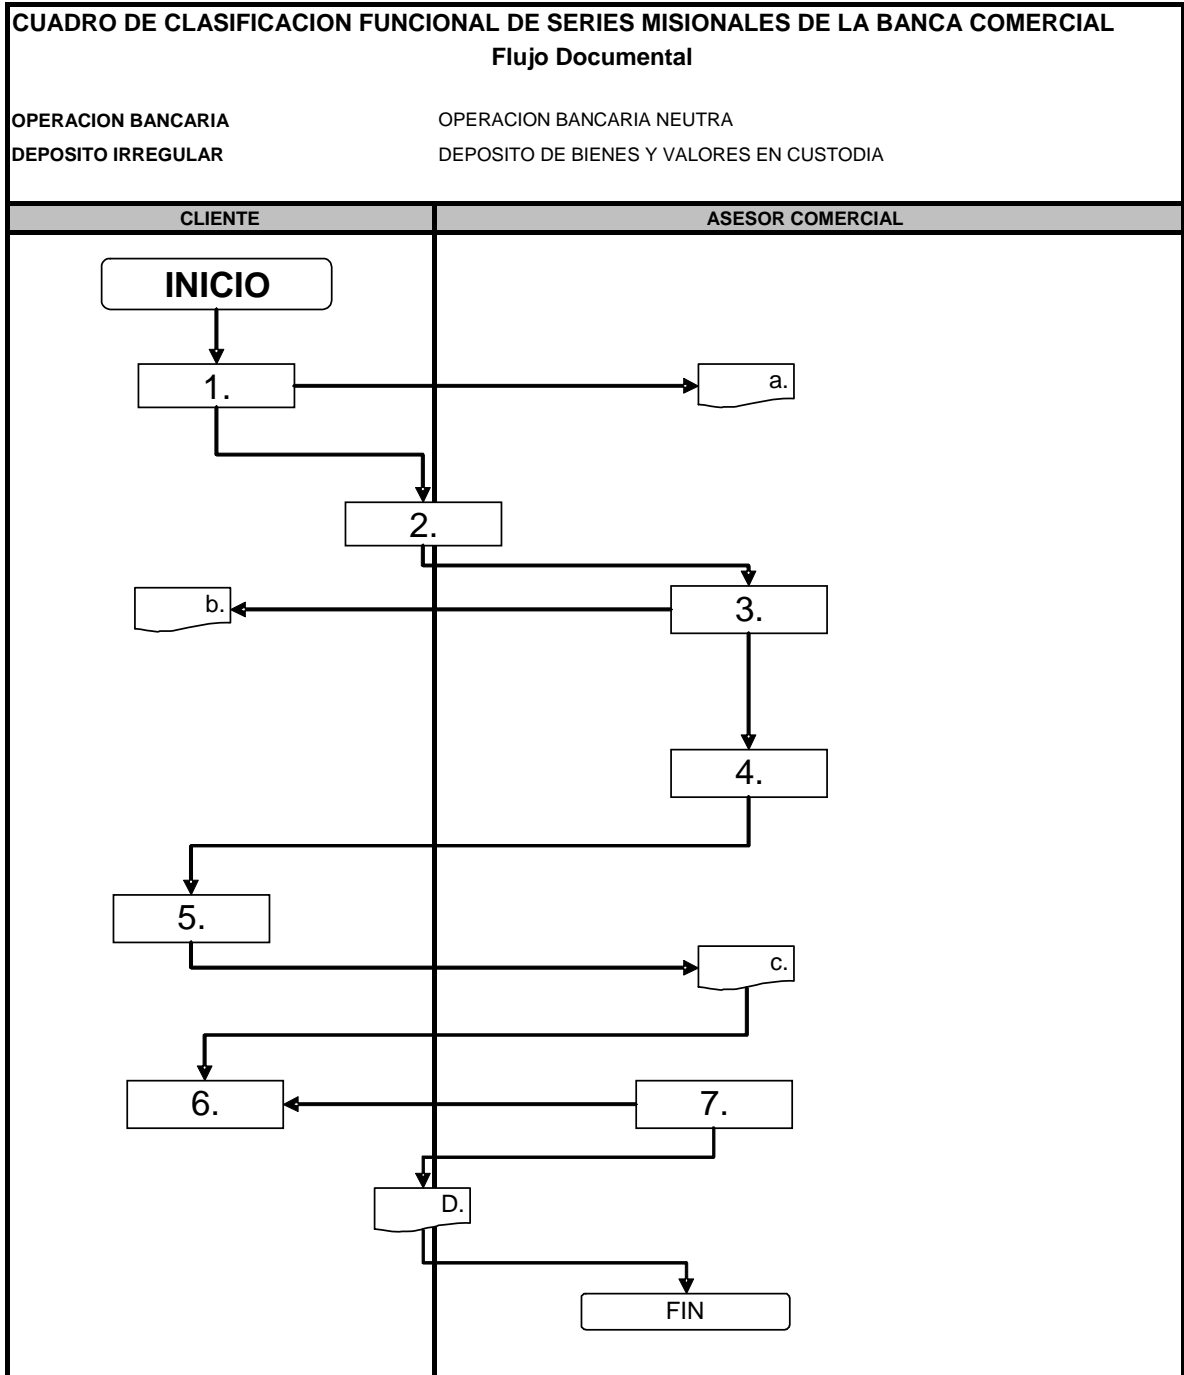 CUADRO DE CLASIFICACION FUNCIONAL DE SERIES MISIONALES DE LA BANCA COMERCIAL
Flujo Documental
OPERACION BANCARIA OPERACION BANCARIA NEUTRA
DEPOSITO IRREGULAR DEPOSITO DE BIENES Y VALORES EN CUSTODIA
CLIENTE ASESOR COMERCIAL
INICIO
1. a.
2.
b. 3.
4.
5.
c.
6. 7.
D.
FIN